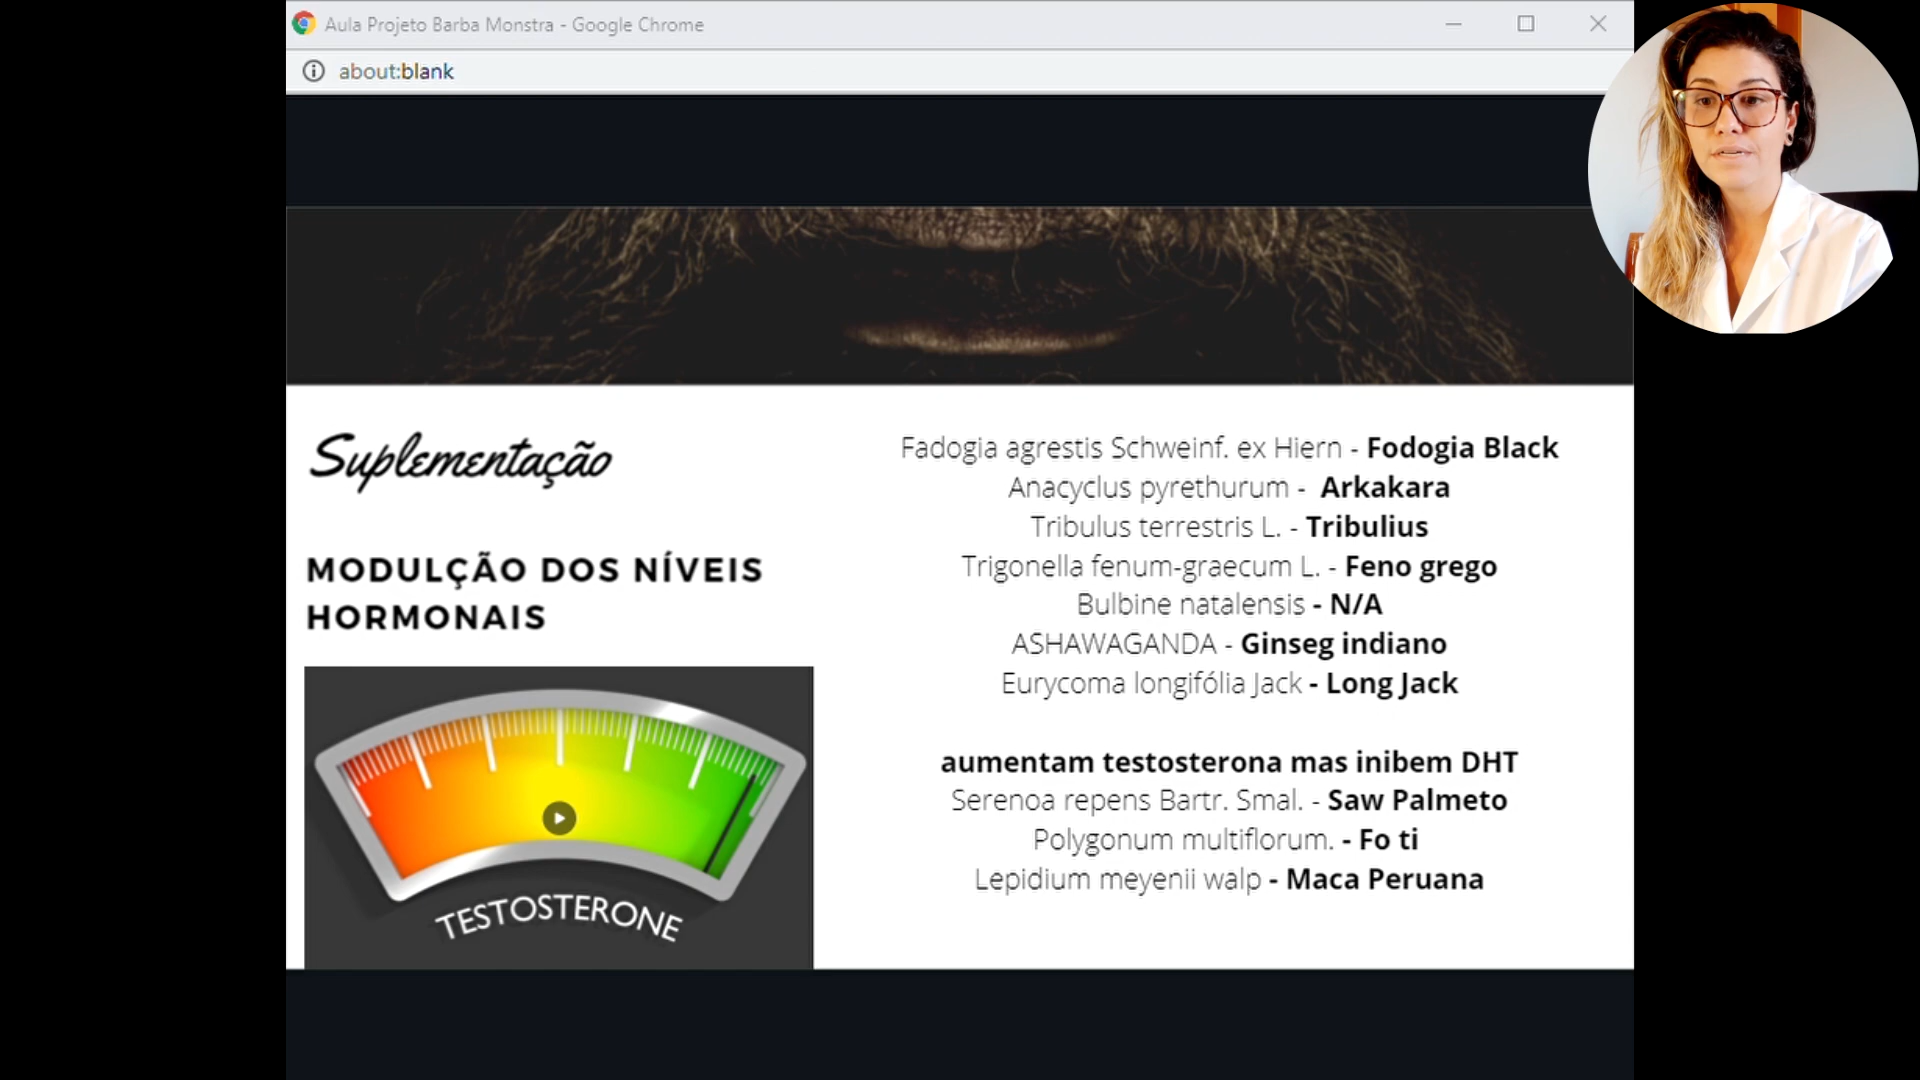 Aula Projeto Barba Monstra - Google Chrome
about:blank
Suplementação
MODULÇÃO DOS NÍVEIS
HORMONAIS
TESTOSTERONE
Fadogia agrestis Schweinf. ex Hiern - Fodogia Black
Anacyclus pyrethurum - Arkakara
Tribulus terrestris L. - Tribulius
Trigonella fenum-graecum L. - Feno grego
Bulbine natalensis - N/A
ASHAWAGANDA - Ginseg indiano
Eurycoma longifólia Jack - Long Jack
aumentam testosterona mas inibem DHT
Serenoa repens Bartr. Smal. - Saw Palmeto
Polygonum multiflorum. - Fo ti
Lepidium meyenii walp - Maca Peruana